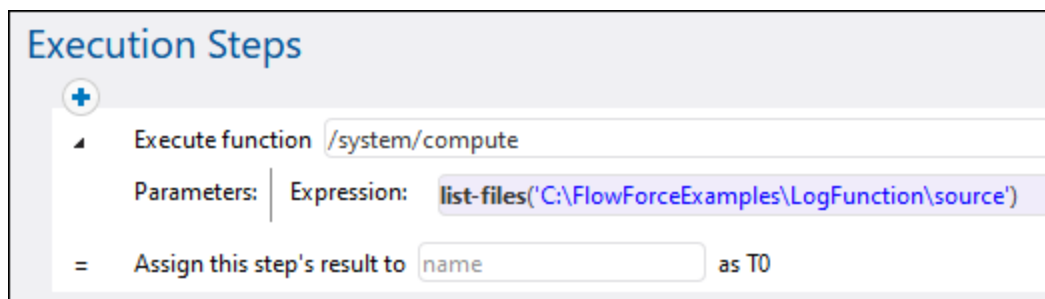 Execution Steps
Execute function /system/compute
Parameters: Expression: list-files('C:\FlowForceExamples\LogFunction\source')
= Assign this step's result to name as T0